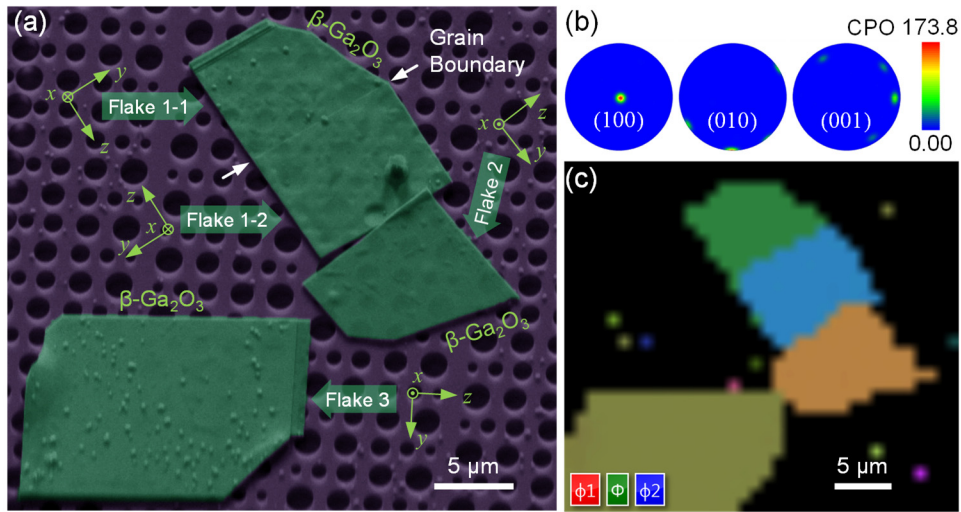 (a)
β-Ga₂O₃
Grain
Boundary
y
x
z
Flake 1-1
x
z
y
Flake 2
z
x
y
Flake 1-2
β-Ga₂O₃
β-Ga₂O₃
Flake 3
x
z
y
5 µm
(b)
CPO 173.8
(100)
(010)
(001)
0.00
(c)
ϕ1
Φ
ϕ2
5 µm